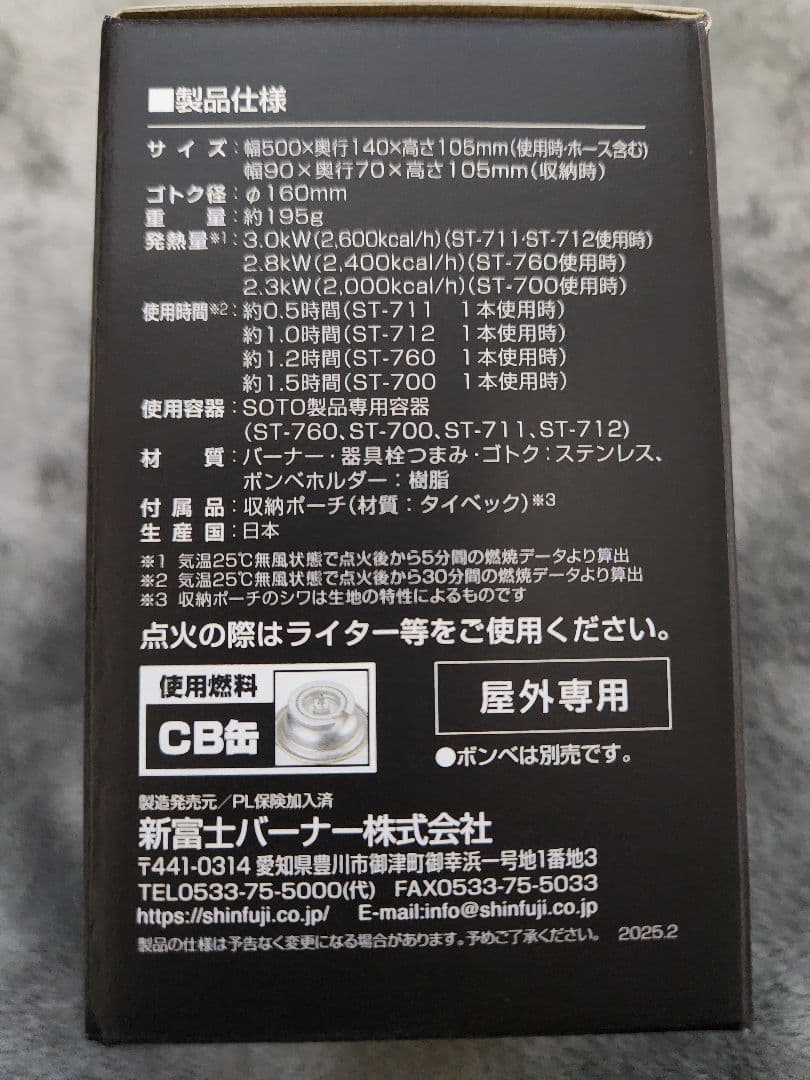 ■製品仕様
サイズ：幅500×奥行140×高さ105mm（使用時・ホース含む）
幅90×奥行70×高さ105mm（収納時）
ゴトク径：φ160mm
重量：約195g
発熱量※1：3.0kW（2,600kcal/h）（ST-711・ST-712使用時）
2.8kW（2,400kcal/h）（ST-760使用時）
2.3kW（2,000kcal/h）（ST-700使用時）
使用時間※2：約0.5時間（ST-711 1本使用時）
約1.0時間（ST-712 1本使用時）
約1.2時間（ST-760 1本使用時）
約1.5時間（ST-700 1本使用時）
使用容器：SOTO製品専用容器
（ST-760、ST-700、ST-711、ST-712）
材質：バーナー・器具栓つまみ・ゴトク：ステンレス、
ボンベホルダー：樹脂
付属品：収納ポーチ（材質：タイベック）※3
生産国：日本
※1 気温25℃無風状態で点火後から5分間の燃焼データより算出
※2 気温25℃無風状態で点火後から30分間の燃焼データより算出
※3 収納ポーチのシワは生地の特性によるものです
点火の際はライター等をご使用ください。
使用燃料
CB缶
屋外専用
●ボンベは別売です。
製造発売元／PL保険加入済
新富士バーナー株式会社
〒441-0314 愛知県豊川市御津町御幸浜一号地1番地3
TEL0533-75-5000（代） FAX0533-75-5033
https://shinfuji.co.jp/ E-mail:info@shinfuji.co.jp
製品の仕様は予告なく変更になる場合があります。予めご了承ください。 2025.2